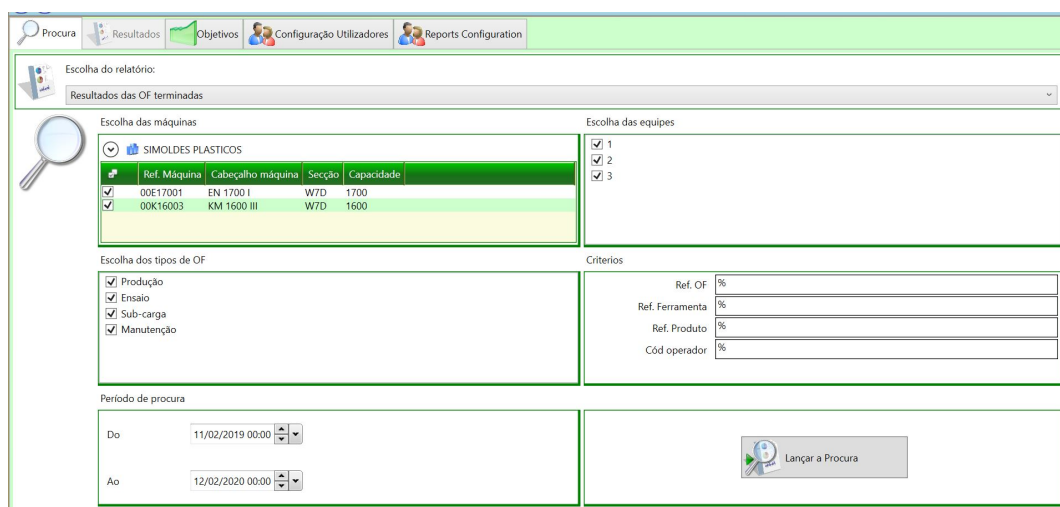 Procura Resultados Objetivos Configuração Utilizadores Reports Configuration
Escolha do relatório:
Resultados das OF terminadas
Escolha das máquinas
SIMOLDES PLASTICOS
Ref. Máquina Cabeçalho máquina Secção Capacidade
00E17001 EN 1700 I W7D 1700
00K16003 KM 1600 III W7D 1600
Escolha das equipes
1
2
3
Escolha dos tipos de OF
Produção
Ensaio
Sub-carga
Manutenção
Criterios
Ref. OF %
Ref. Ferramenta %
Ref. Produto %
Cód operador %
Período de procura
Do 11/02/2019 00:00
Ao 12/02/2020 00:00
Lançar a Procura